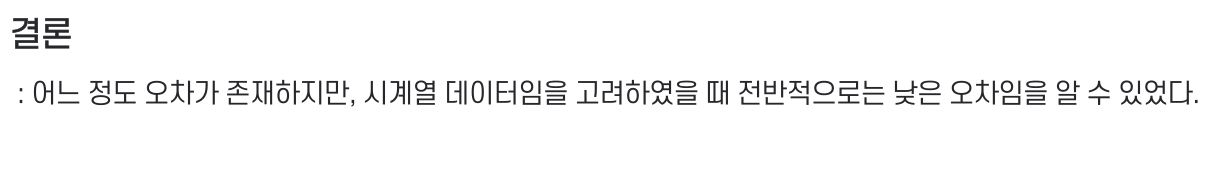 결론
: 어느 정도 오차가 존재하지만, 시계열 데이터임을 고려하였을 때 전반적으로는 낮은 오차임을 알 수 있었다.